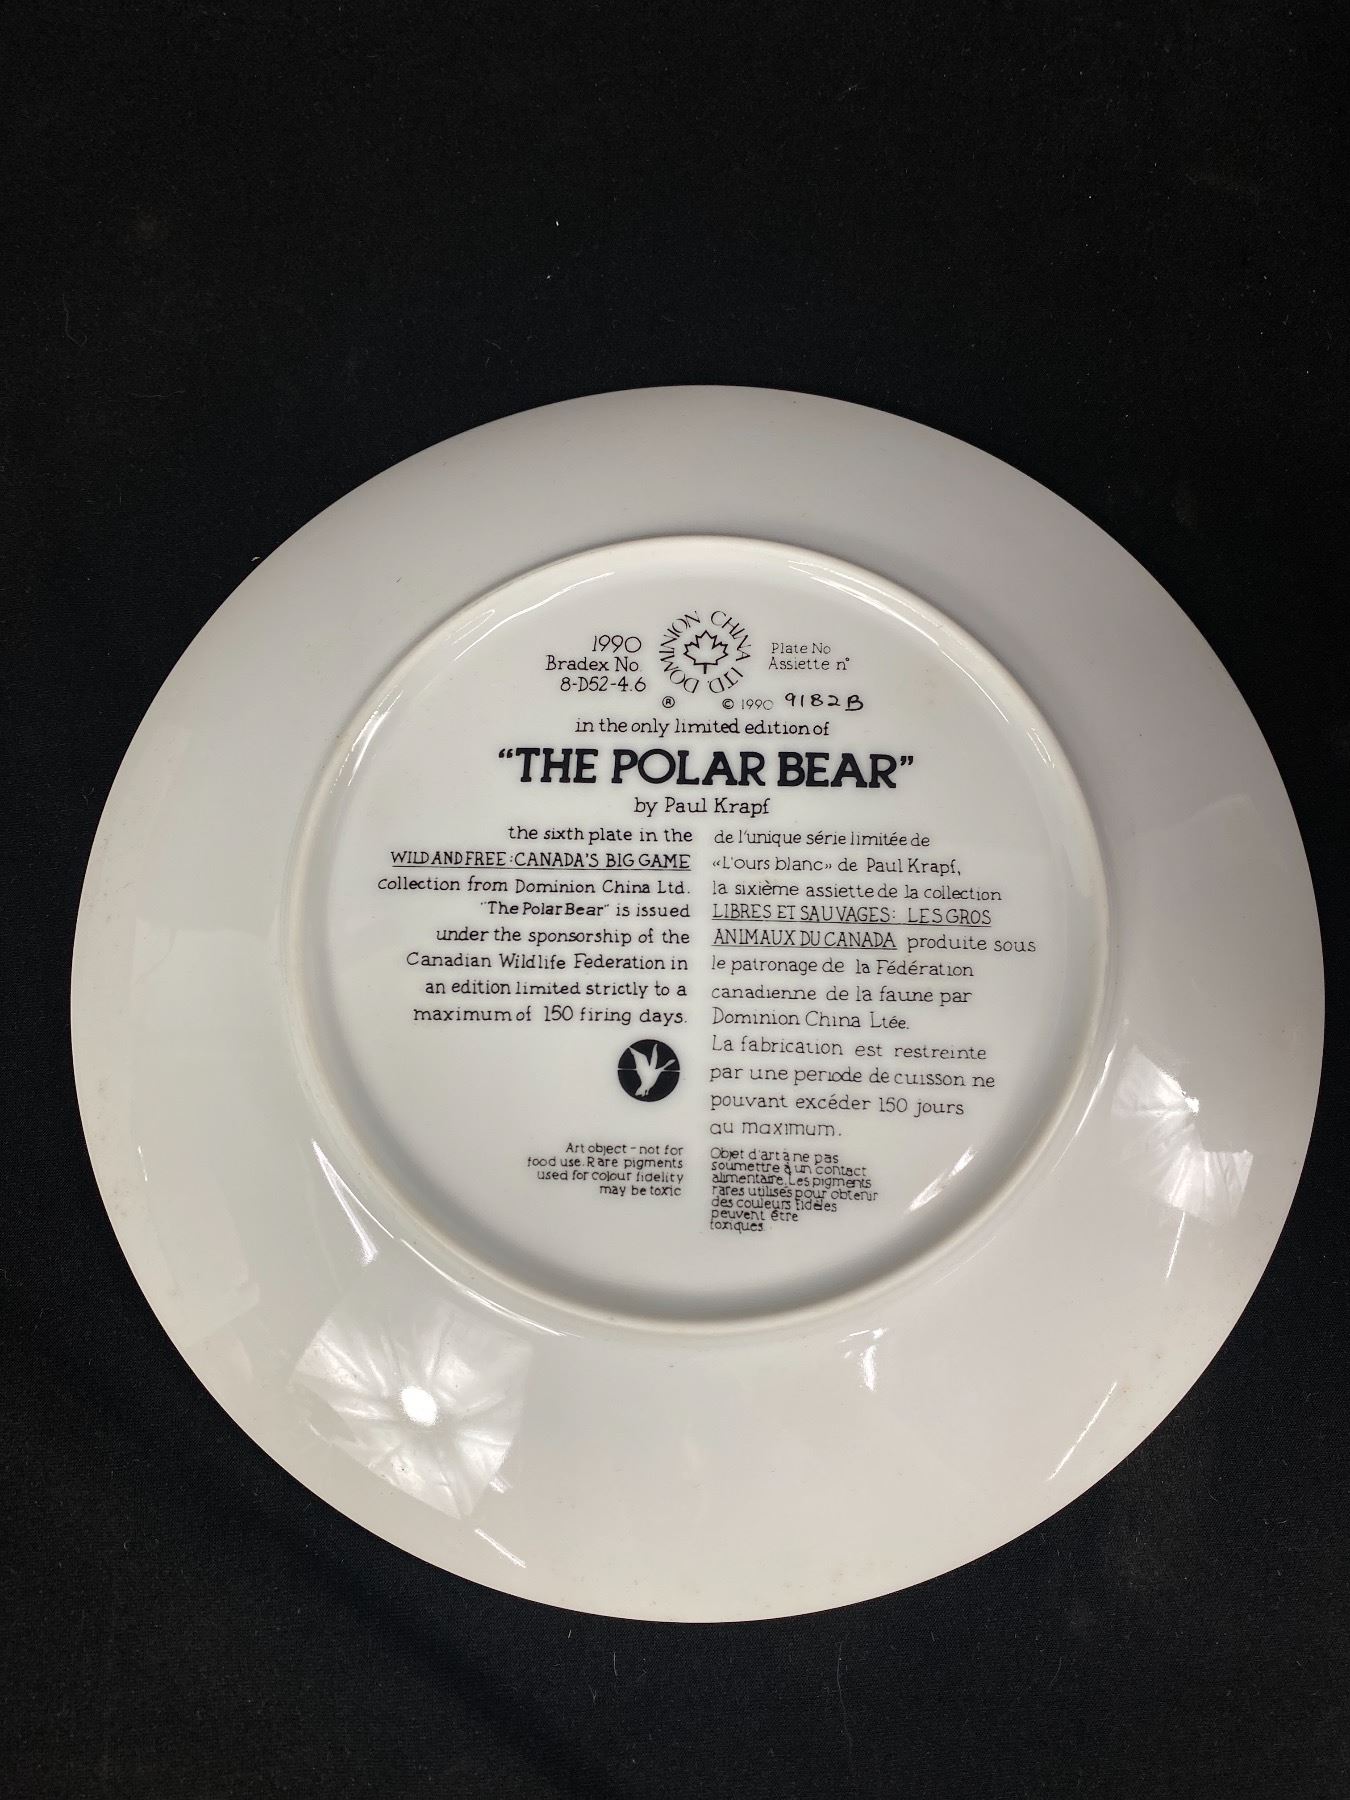 1990
Bradex No.
8-D52-4.6
DOMINION CHINA LTD.
®
© 1990
Plate No
Assiette n°
9182B
in the only limited edition of
“THE POLAR BEAR”
by Paul Krapf
the sixth plate in the
WILD AND FREE: CANADA'S BIG GAME
collection from Dominion China Ltd.
"The Polar Bear" is issued
under the sponsorship of the
Canadian Wildlife Federation in
an edition limited strictly to a
maximum of 150 firing days.
Art object - not for
food use. Rare pigments
used for colour fidelity
may be toxic
de l'unique série limitée de
«L'ours blanc» de Paul Krapf,
la sixième assiette de la collection
LIBRES ET SAUVAGES: LES GROS
ANIMAUX DU CANADA produite sous
le patronage de la Fédération
canadienne de la faune par
Dominion China Ltée.
La fabrication est restreinte
par une periode de cuisson ne
pouvant excéder 150 jours
au maximum.
Objet d'art à ne pas
soumettre à un contact
alimentaire. Les pigments
rares utilisés pour obtenir
des couleurs fidèles
peuvent être
toxiques.